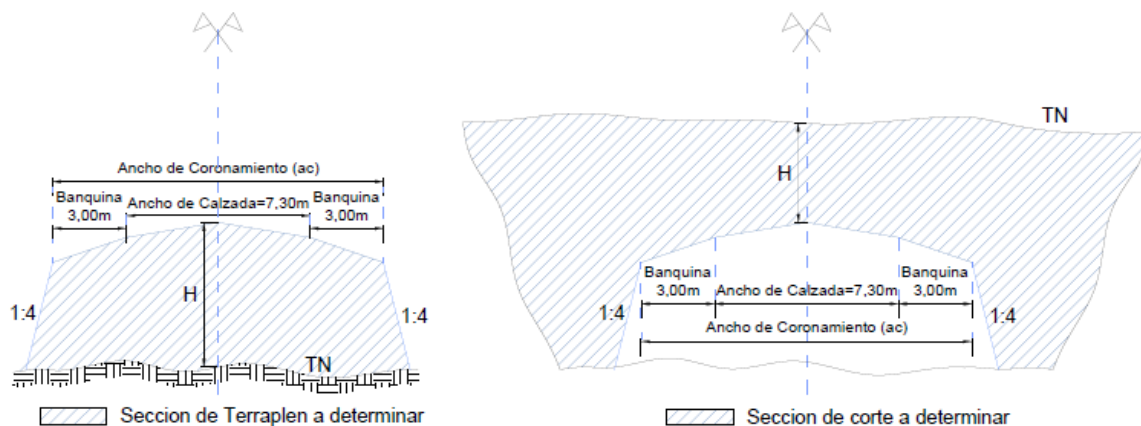 Ancho de Coronamiento (ac)
Banquina
3,00m
Ancho de Calzada=7,30m
Banquina
3,00m
H
1:4
1:4
TN
Seccion de Terraplen a determinar
TN
H
Banquina
3,00m
Ancho de Calzada=7,30m
Banquina
3,00m
1:4
1:4
Ancho de Coronamiento (ac)
Seccion de corte a determinar